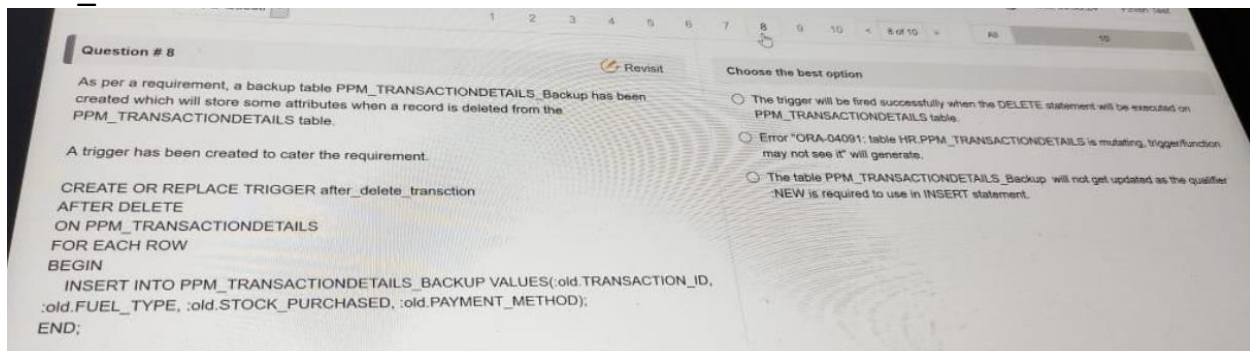 1 2 3 4 5 6 7 8 9 10 < 8 of 10 > All 10
Question # 8
Revisit
As per a requirement, a backup table PPM_TRANSACTIONDETAILS_Backup has been
created which will store some attributes when a record is deleted from the
PPM_TRANSACTIONDETAILS table.
A trigger has been created to cater the requirement.
CREATE OR REPLACE TRIGGER after_delete_transction
AFTER DELETE
ON PPM_TRANSACTIONDETAILS
FOR EACH ROW
BEGIN
INSERT INTO PPM_TRANSACTIONDETAILS_BACKUP VALUES(:old.TRANSACTION_ID,
:old.FUEL_TYPE, :old.STOCK_PURCHASED, :old.PAYMENT_METHOD);
END;
Choose the best option
The trigger will be fired successfully when the DELETE statement will be executed on
PPM_TRANSACTIONDETAILS table.
Error "ORA-04091: table HR.PPM_TRANSACTIONDETAILS is mutating, trigger/function
may not see it" will generate.
The table PPM_TRANSACTIONDETAILS_Backup will not get updated as the qualifier
:NEW is required to use in INSERT statement.